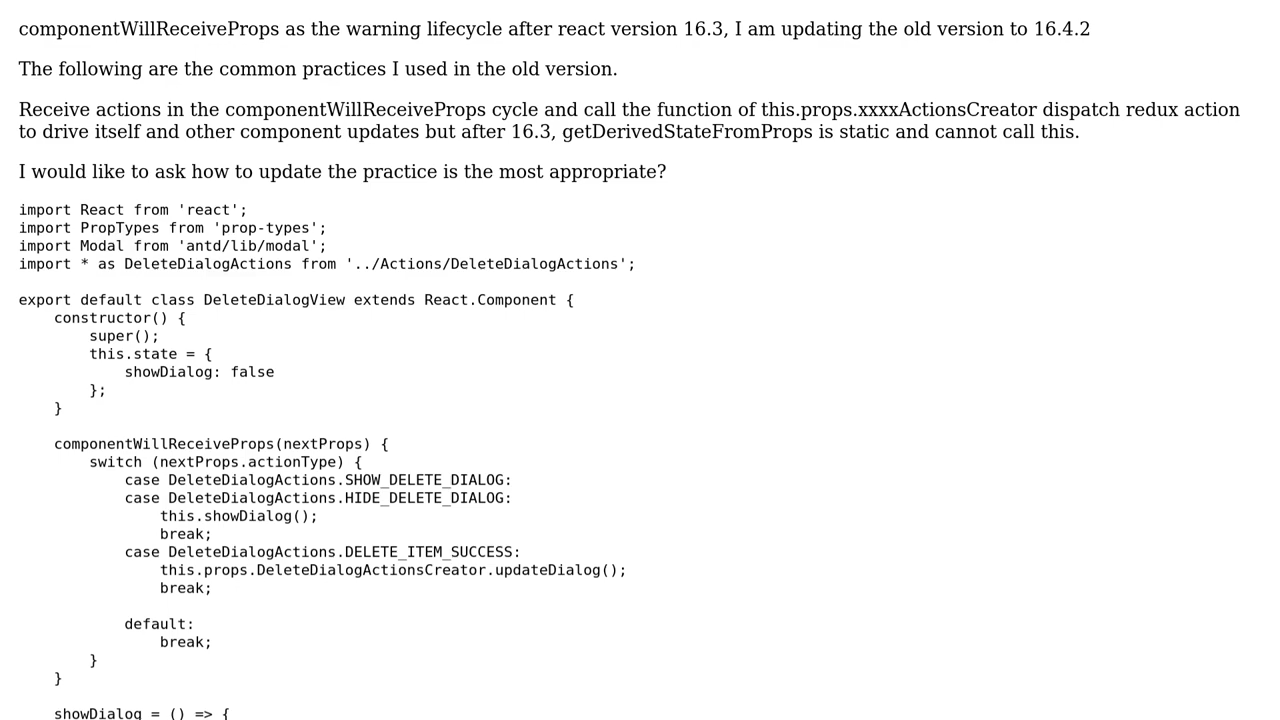 componentWillReceiveProps as the warning lifecycle after react version 16.3, I am updating the old version to 16.4.2
The following are the common practices I used in the old version.
Receive actions in the componentWillReceiveProps cycle and call the function of this.props.xxxxActionsCreator dispatch redux action
to drive itself and other component updates but after 16.3, getDerivedStateFromProps is static and cannot call this.
I would like to ask how to update the practice is the most appropriate?
import React from 'react';
import PropTypes from 'prop-types';
import Modal from 'antd/lib/modal';
import * as DeleteDialogActions from '../Actions/DeleteDialogActions';
export default class DeleteDialogView extends React.Component {
    constructor() {
        super();
        this.state = {
            showDialog: false
        };
    }
    componentWillReceiveProps(nextProps) {
        switch (nextProps.actionType) {
            case DeleteDialogActions.SHOW_DELETE_DIALOG:
            case DeleteDialogActions.HIDE_DELETE_DIALOG:
                this.showDialog();
                break;
            case DeleteDialogActions.DELETE_ITEM_SUCCESS:
                this.props.DeleteDialogActionsCreator.updateDialog();
                break;
            default:
                break;
        }
    }
    showDialog = () => {